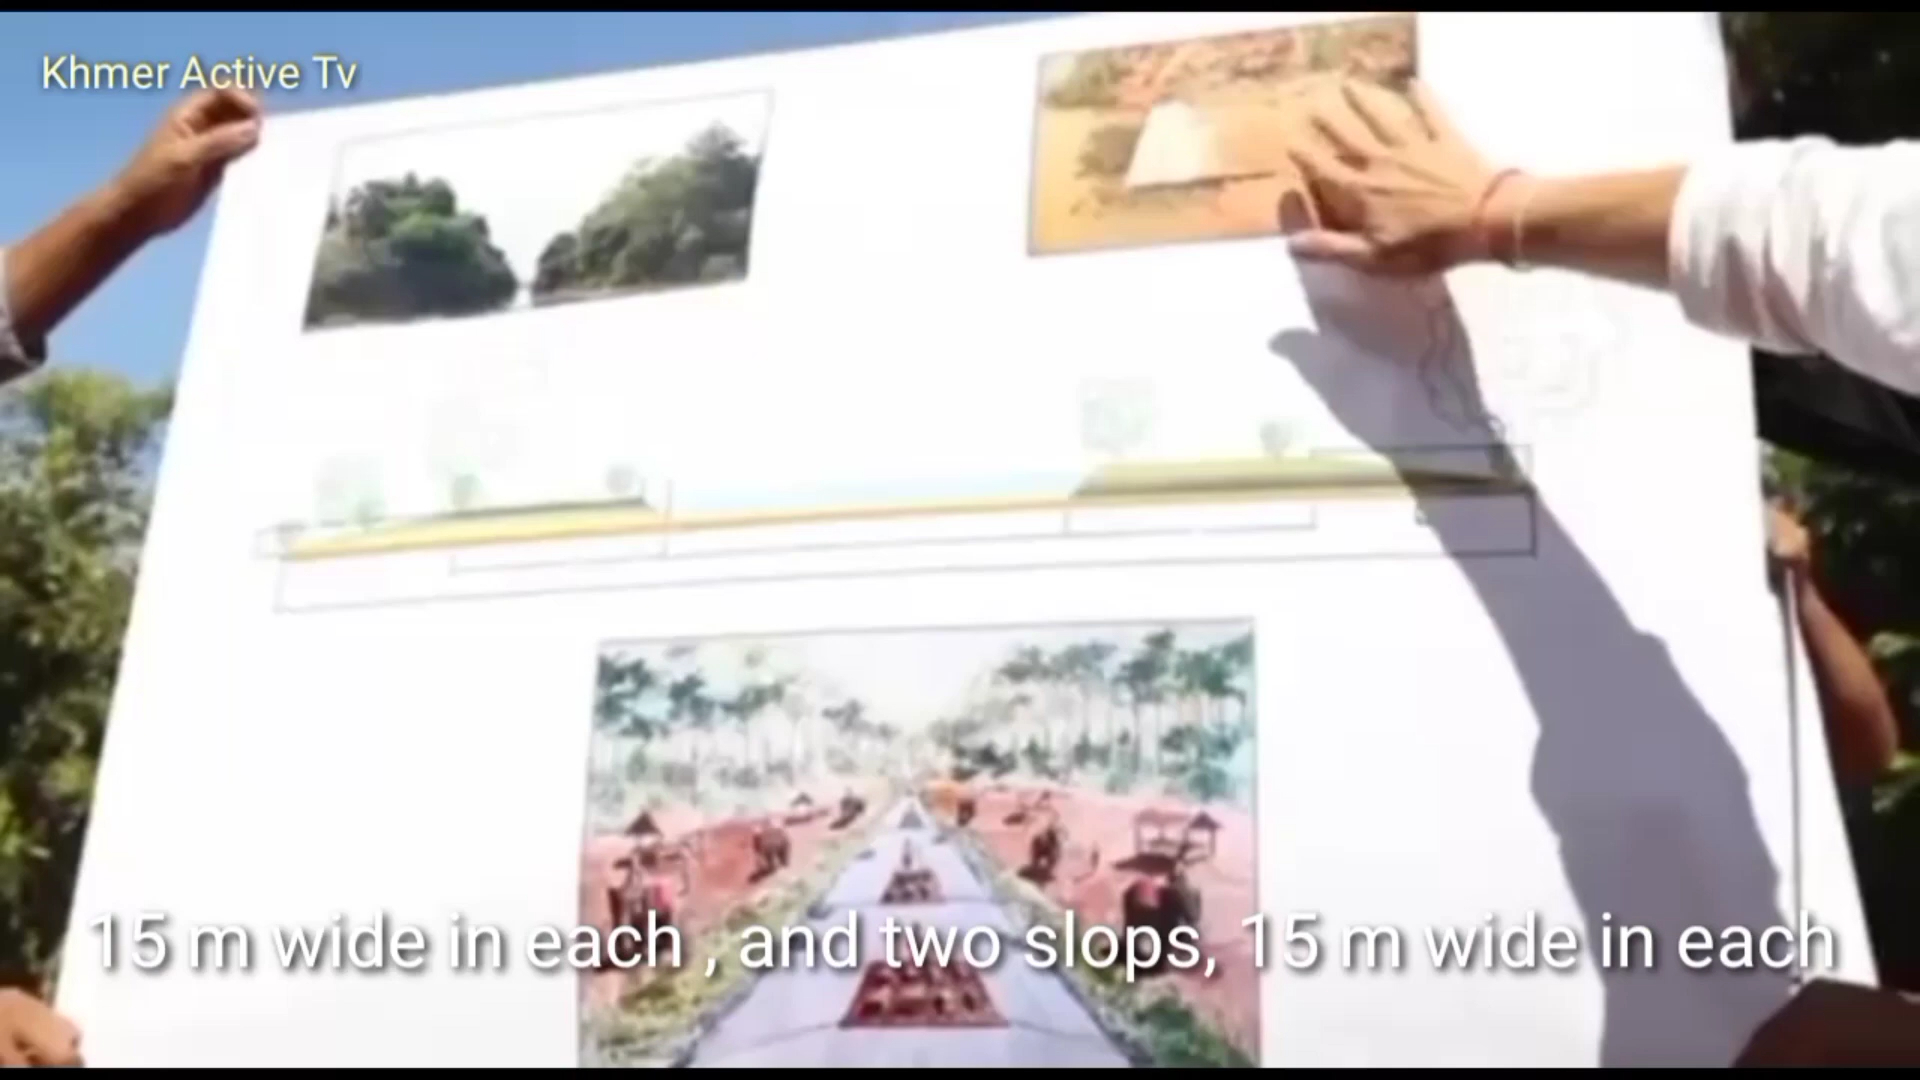 Khmer Active Tv
15 m wide in each , and two slops, 15 m wide in each